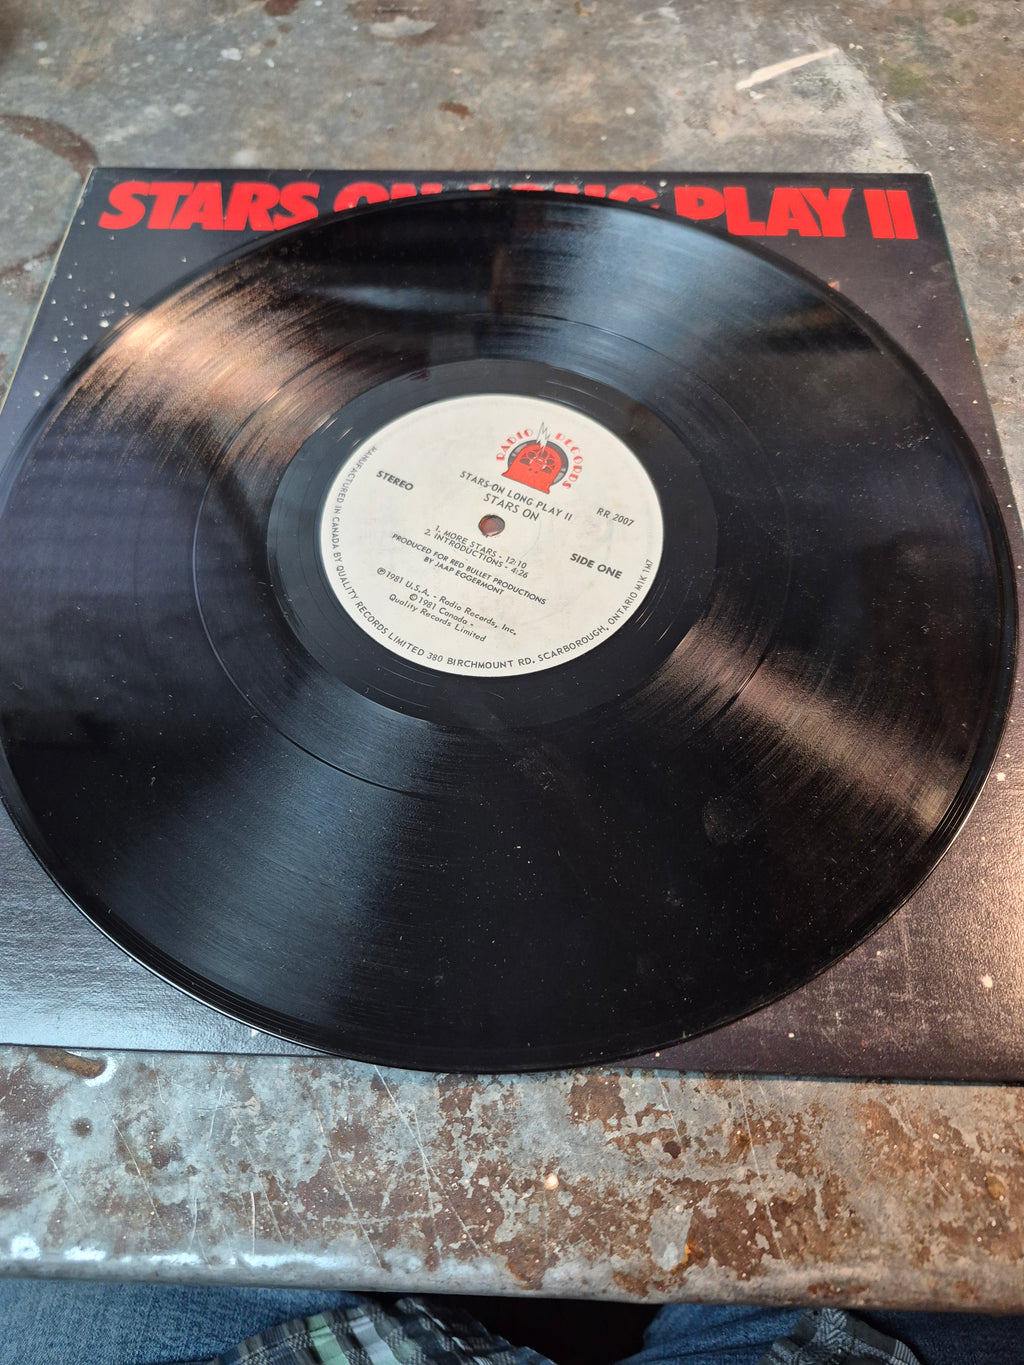 STARS ON LONG PLAY II
RADIO RECORDS
STARS ON LONG PLAY II
STARS ON
STEREO
RR 2007
SIDE ONE
1. MORE STARS - 12:10
2. INTRODUCTIONS - 4:26
PRODUCED FOR RED BULLET PRODUCTIONS
BY JAAP EGGERMONT
℗1981 U.S.A. - Radio Records, Inc.
©1981 Canada -
Quality Records Limited
MANUFACTURED IN CANADA BY QUALITY RECORDS LIMITED 380 BIRCHMOUNT RD. SCARBOROUGH, ONTARIO M1K 1M7